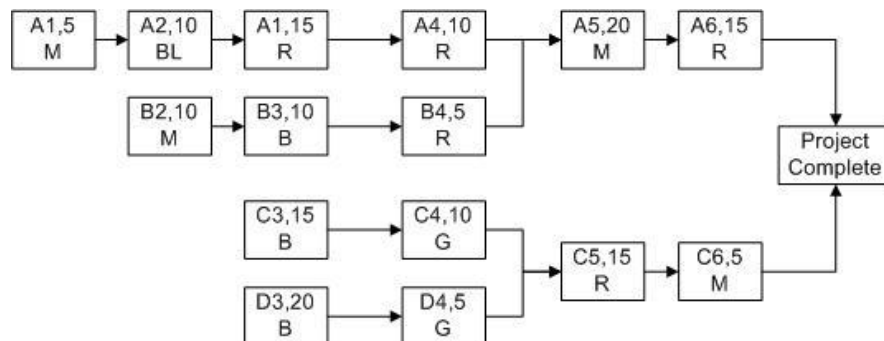 A1,5
M
A2,10
BL
A1,15
R
A4,10
R
A5,20
M
A6,15
R
B2,10
M
B3,10
B
B4,5
R
Project
Complete
C3,15
B
C4,10
G
C5,15
R
C6,5
M
D3,20
B
D4,5
G